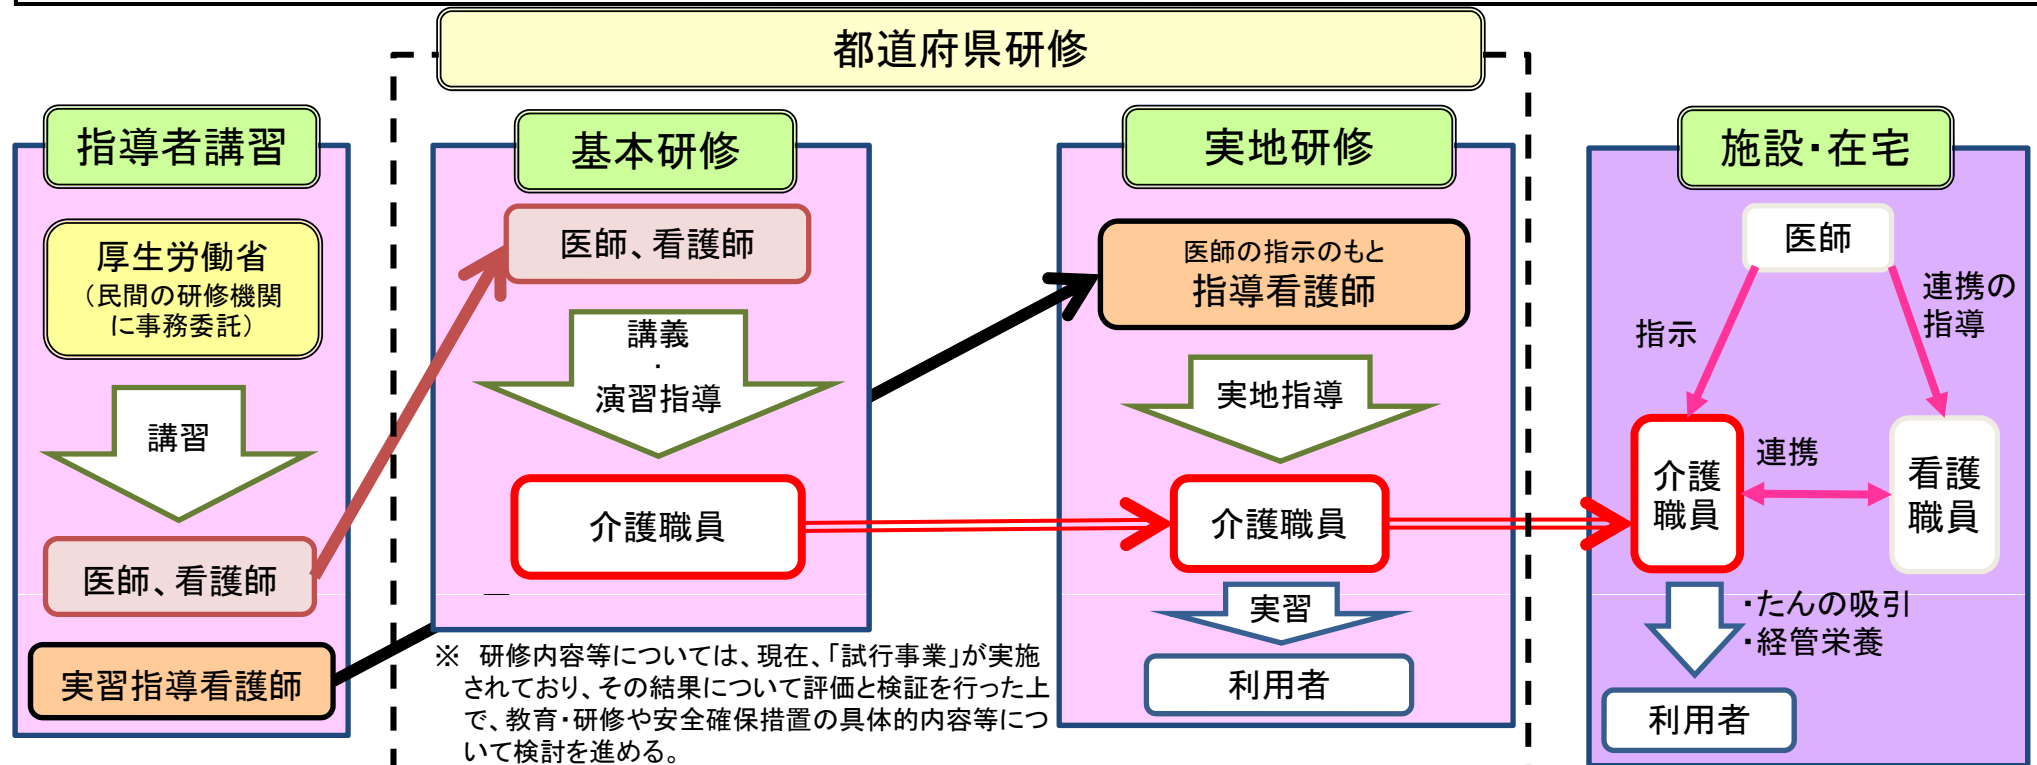 都道府県研修
指導者講習
厚生労働省
（民間の研修機関
に事務委託）
講習
医師、看護師
実習指導看護師
基本研修
医師、看護師
講義
・
演習指導
介護職員
※　研修内容等については、現在、「試行事業」が実施
されており、その結果について評価と検証を行った上
で、教育・研修や安全確保措置の具体的内容等につ
いて検討を進める。
実地研修
医師の指示のもと
指導看護師
実地指導
介護職員
実習
利用者
施設・在宅
医師
指示
連携の
指導
介護
職員
連携
看護
職員
・たんの吸引
・経管栄養
利用者